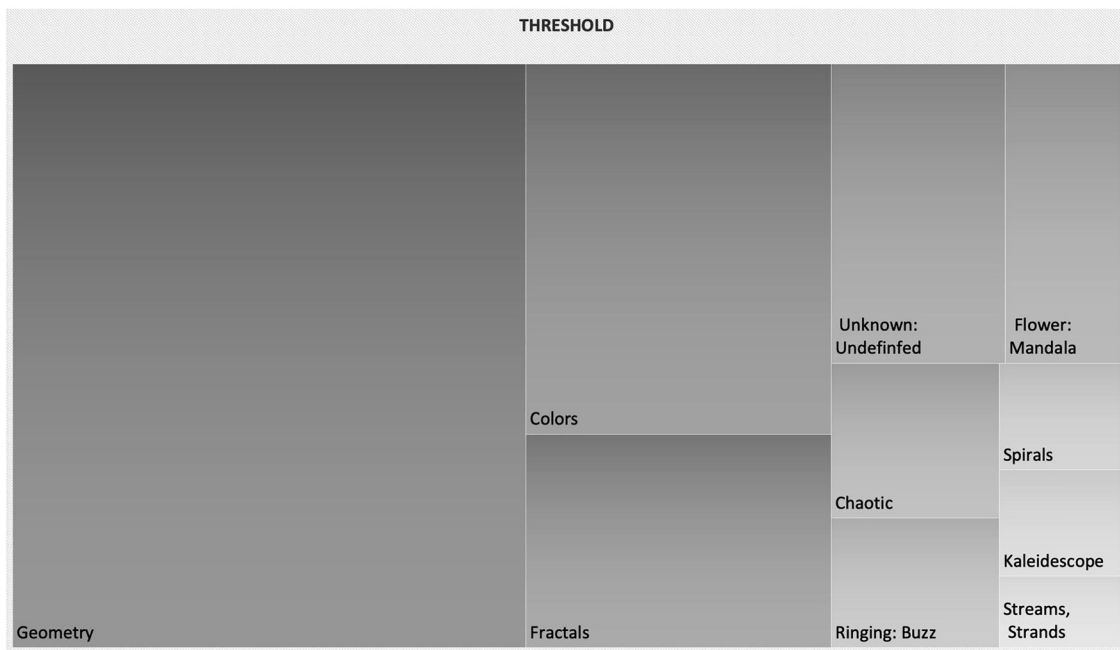 THRESHOLD
Geometry
Colors
Fractals
Unknown:
Undefinfed
Flower:
Mandala
Chaotic
Ringing: Buzz
Spirals
Kaleidescope
Streams,
Strands